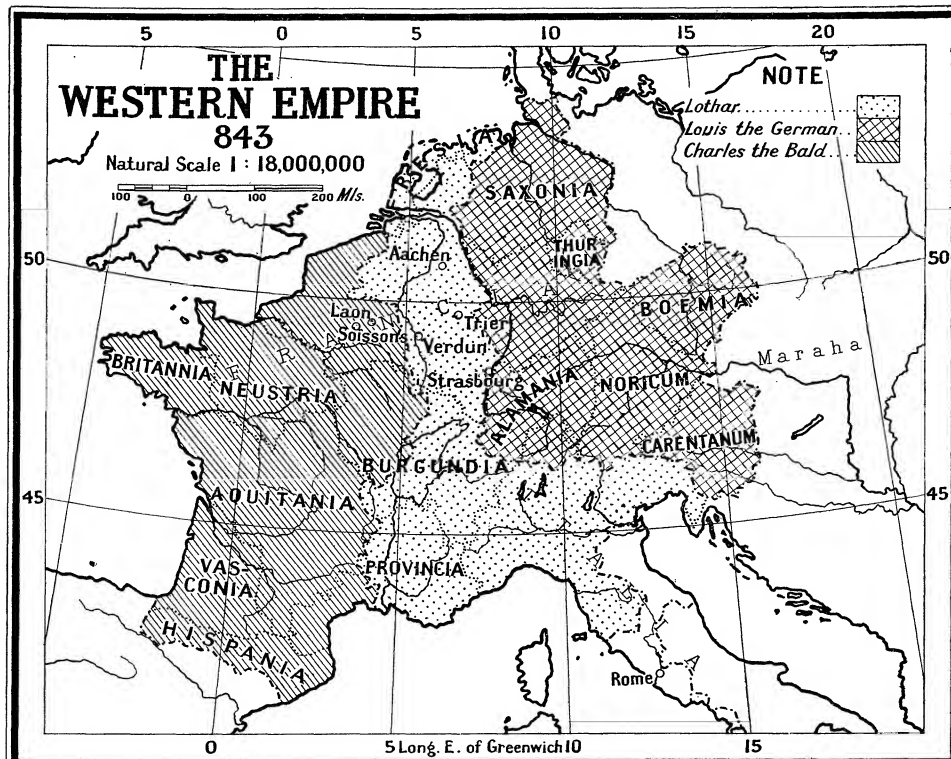 5 0 5 10 15 20
THE
WESTERN EMPIRE
843
Natural Scale 1 : 18,000,000
100 0 100 200 Mls.
NOTE
Lothar
Louis the German
Charles the Bald
FRESIA
SAXONIA
THUR
INGIA
50
Aachen
50
BOEMIA
Laon
Soissons
Trier
Verdun
Maraha
FRANCIA
BRITANNIA
NEUSTRIA
Strasbourg
ALAMANIA
NORICUM
CARENTANUM
BURGUNDIA
45
AQUITANIA
45
VAS-
CONIA
PROVINCIA
HISPANIA
ITALIA
Rome
0 5 Long. E. of Greenwich 10 15